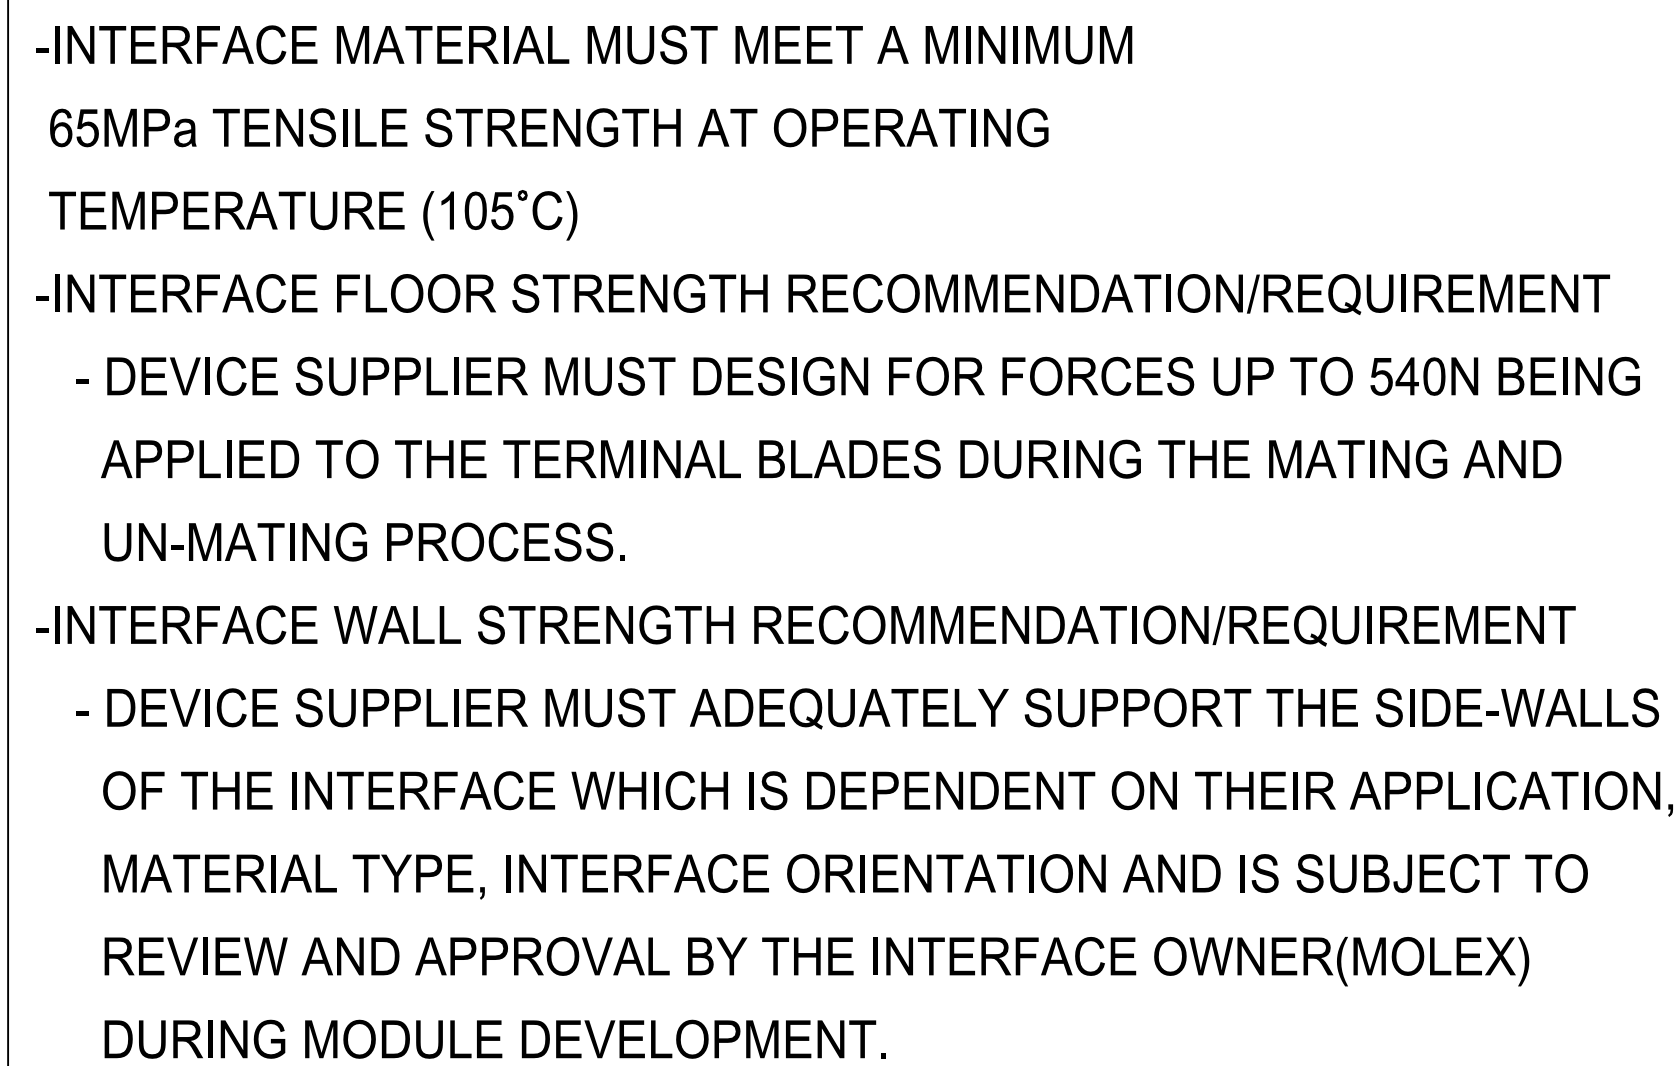 -INTERFACE MATERIAL MUST MEET A MINIMUM
65MPa TENSILE STRENGTH AT OPERATING
TEMPERATURE (105°C)
-INTERFACE FLOOR STRENGTH RECOMMENDATION/REQUIREMENT
- DEVICE SUPPLIER MUST DESIGN FOR FORCES UP TO 540N BEING
APPLIED TO THE TERMINAL BLADES DURING THE MATING AND
UN-MATING PROCESS.
-INTERFACE WALL STRENGTH RECOMMENDATION/REQUIREMENT
- DEVICE SUPPLIER MUST ADEQUATELY SUPPORT THE SIDE-WALLS
OF THE INTERFACE WHICH IS DEPENDENT ON THEIR APPLICATION,
MATERIAL TYPE, INTERFACE ORIENTATION AND IS SUBJECT TO
REVIEW AND APPROVAL BY THE INTERFACE OWNER(MOLEX)
DURING MODULE DEVELOPMENT.